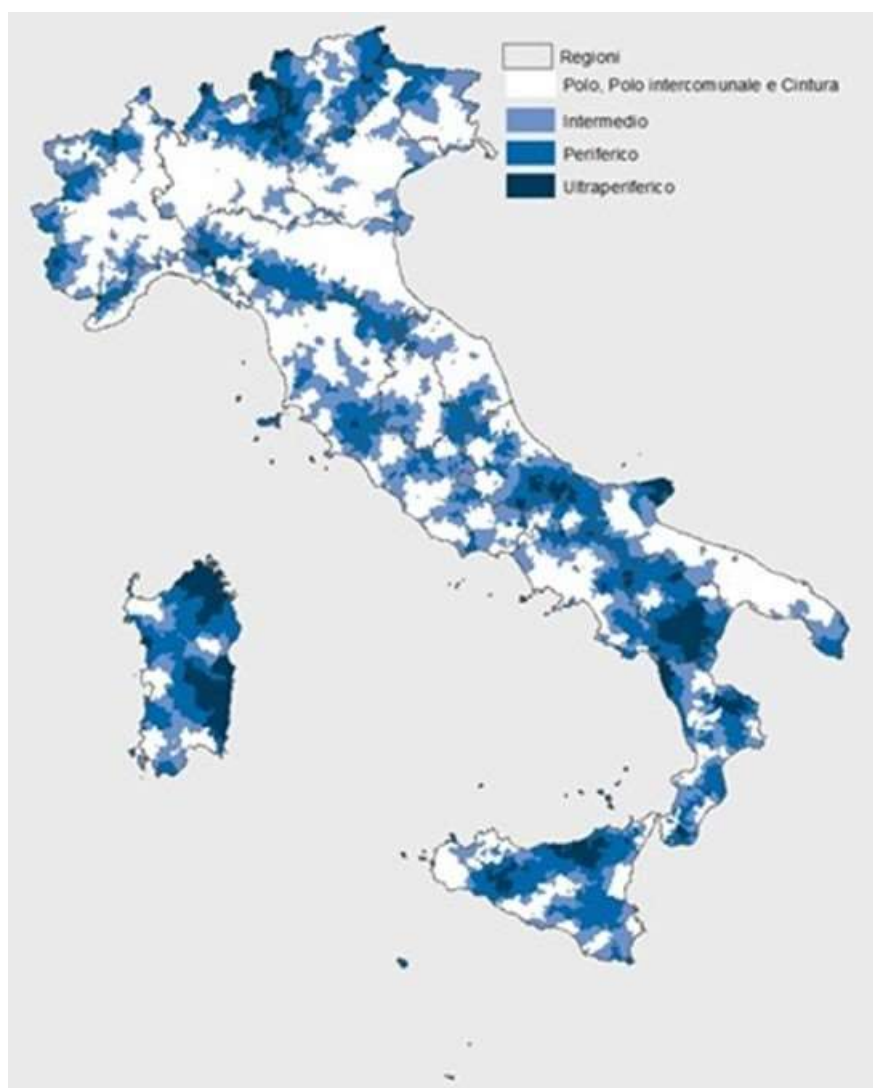 Regioni
Polo, Polo intercomunale e Cintura
Intermedio
Periferico
Ultraperiferico